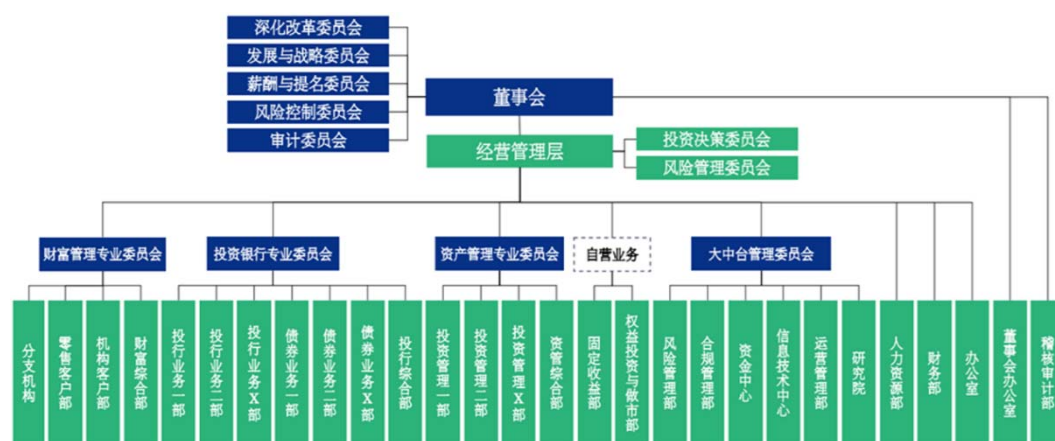 深化改革委员会
发展与战略委员会
薪酬与提名委员会
风险控制委员会
审计委员会
董事会
经营管理层
投资决策委员会
风险管理委员会
财富管理专业委员会
投资银行专业委员会
资产管理专业委员会
自营业务
大中台管理委员会
分支机构
零售客户部
机构客户部
财富综合部
投行业务一部
投行业务二部
投行业务X部
债券业务一部
债券业务二部
债券业务X部
投行综合部
投资管理一部
投资管理二部
投资管理X部
资管综合部
固定收益部
权益投资与做市部
风险管理部
合规管理部
资金中心
信息技术中心
运营管理部
研究院
人力资源部
财务部
办公室
董事会办公室
稽核审计部